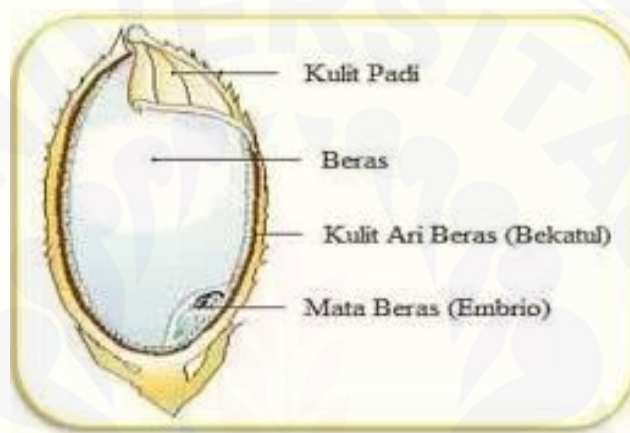 Kulit Padi
Beras
Kulit Ari Beras (Bekatul)
Mata Beras (Embrio)